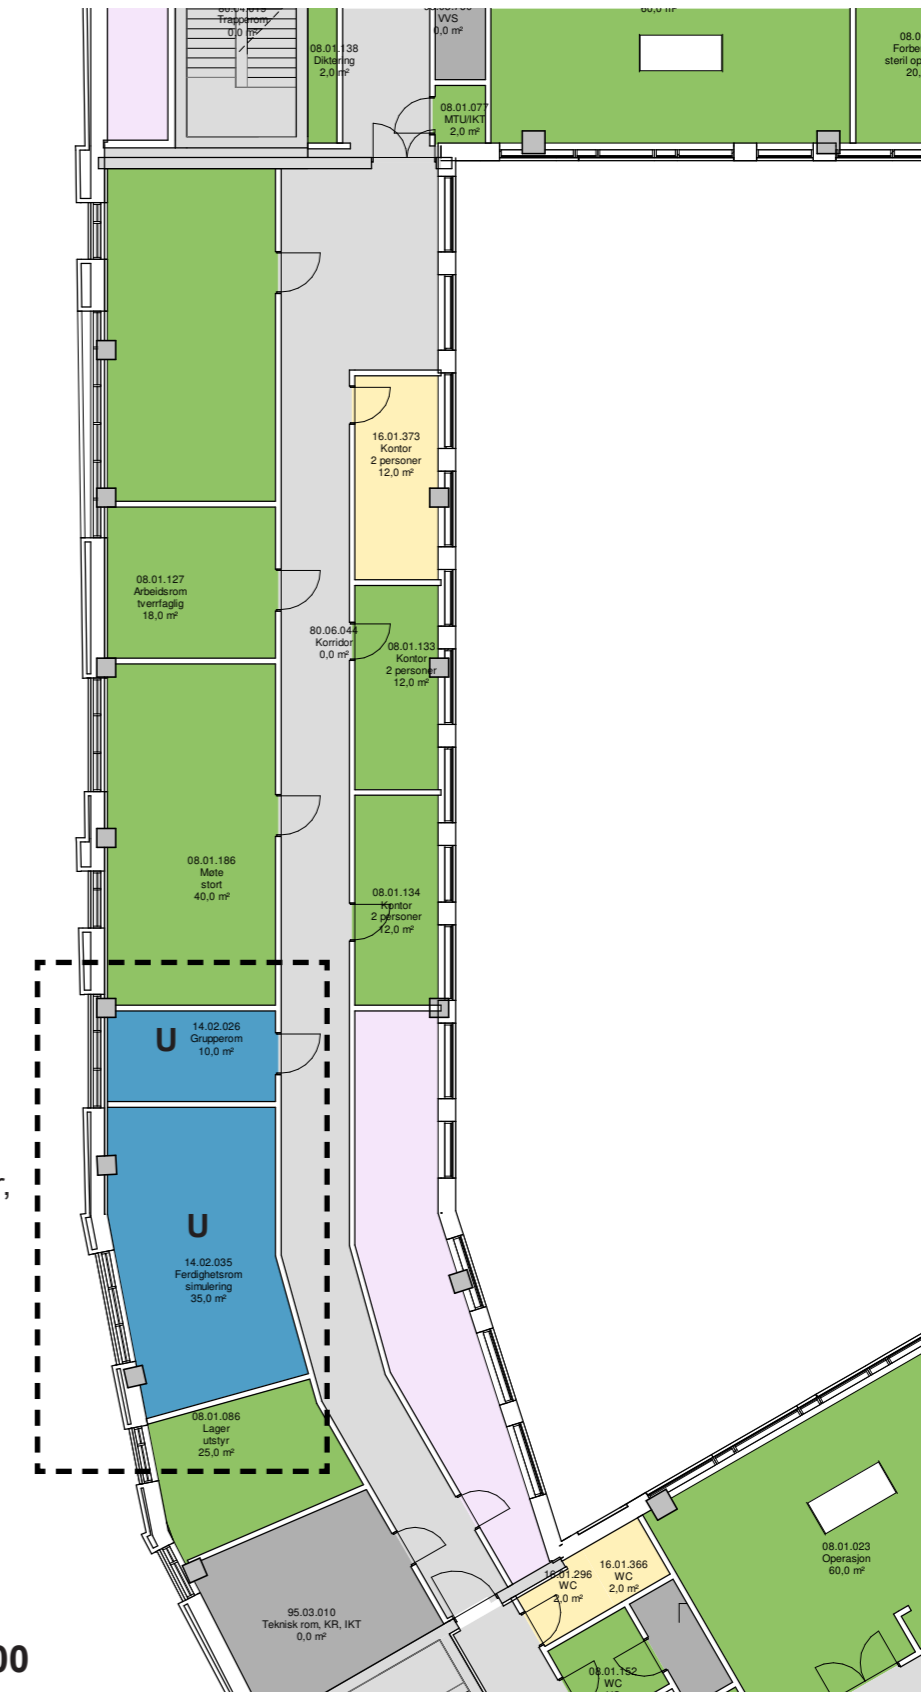 Trapperom
0,0 m²
08.01.138
Diktering
2,0 m²
VVS
0,0 m²
60,0 m²
steril op
20,
08.01.077
MTU/IKT
2,0 m²
16.01.373
Kontor
2 personer
12,0 m²
08.01.127
Arbeidsrom
tverrfaglig
18,0 m²
80.06.044
Korridor
0,0 m²
08.01.133
Kontor
2 personer
12,0 m²
08.01.186
Møte
stort
40,0 m²
08.01.134
Kontor
2 personer
12,0 m²
U
14.02.026
Grupperom
10,0 m²
r,
U
14.02.035
Ferdighetsrom
simulering
35,0 m²
08.01.086
Lager
utstyr
25,0 m²
08.01.023
Operasjon
60,0 m²
16.01.296
WC
2,0 m²
16.01.366
WC
2,0 m²
95.03.010
Teknisk rom, KR, IKT
0,0 m²
00
08.01.152
WC